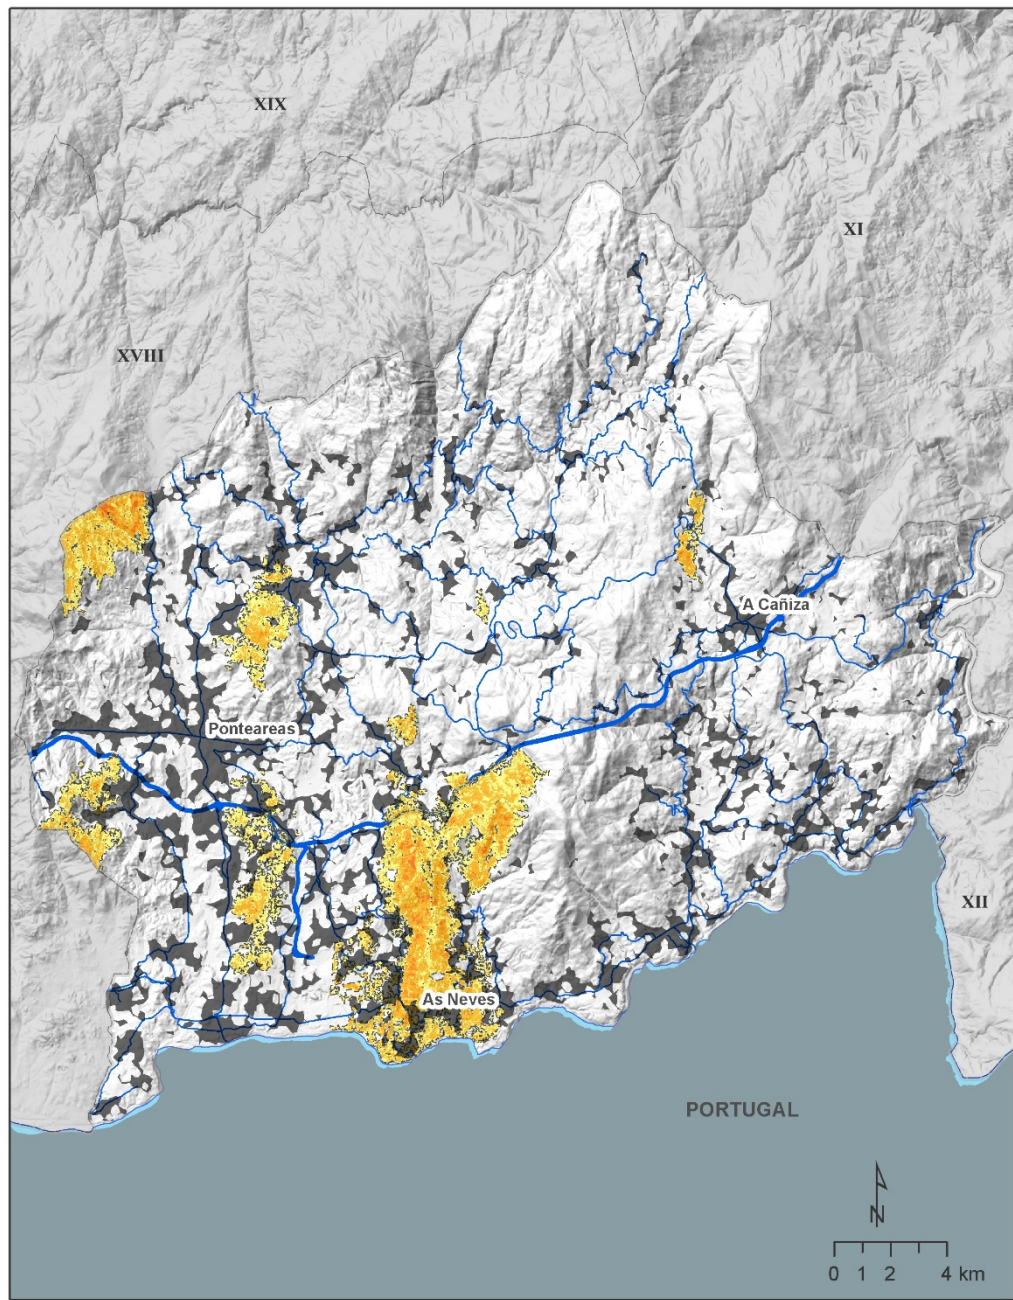 XIX
XI
XVIII
A Cañiza
Ponteareas
XII
As Neves
PORTUGAL
N
0 1 2 4 km